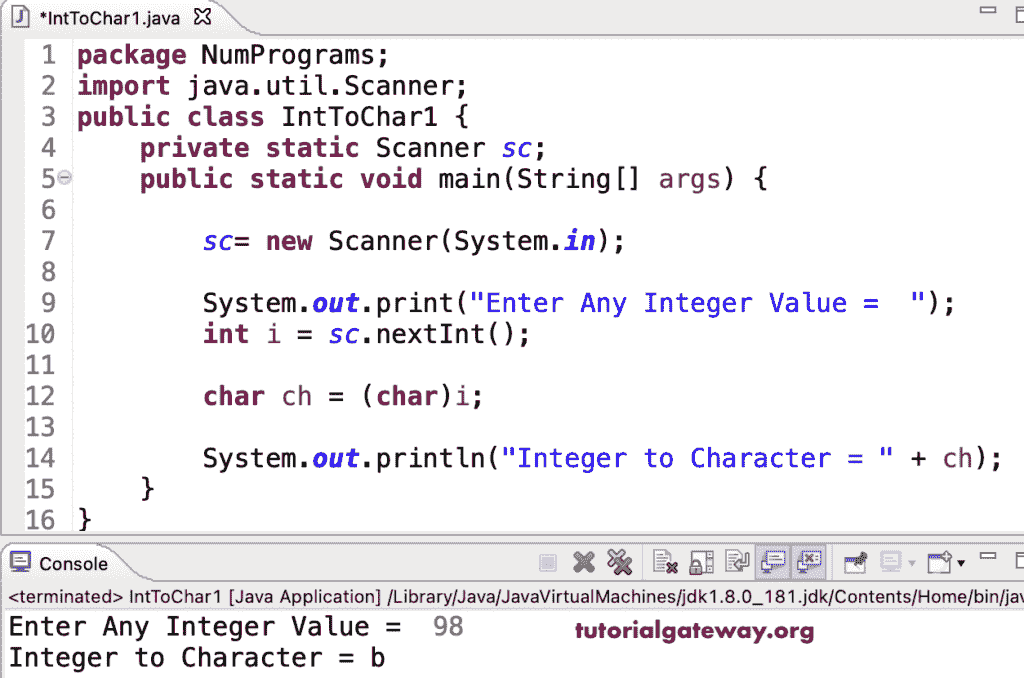 *IntToChar1.java
1 package NumPrograms;
2 import java.util.Scanner;
3 public class IntToChar1 {
4     private static Scanner sc;
5     public static void main(String[] args) {
6
7         sc= new Scanner(System.in);
8
9         System.out.print("Enter Any Integer Value =  ");
10         int i = sc.nextInt();
11
12         char ch = (char)i;
13
14         System.out.println("Integer to Character = " + ch);
15     }
16 }
Console
<terminated> IntToChar1 [Java Application] /Library/Java/JavaVirtualMachines/jdk1.8.0_181.jdk/Contents/Home/bin/jav
Enter Any Integer Value =  98
tutorialgateway.org
Integer to Character = b